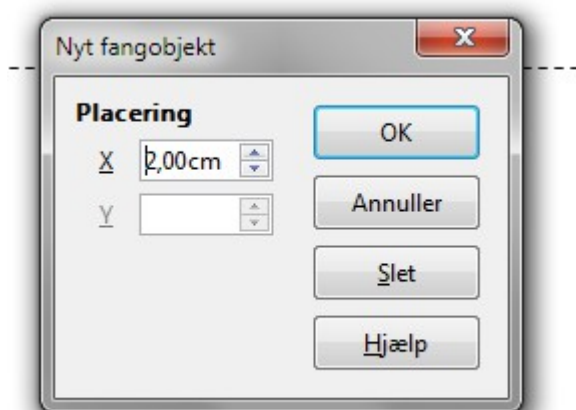 Nyt fangobjekt
Placering
X 2,00cm
Y
OK
Annuller
Slet
Hjælp